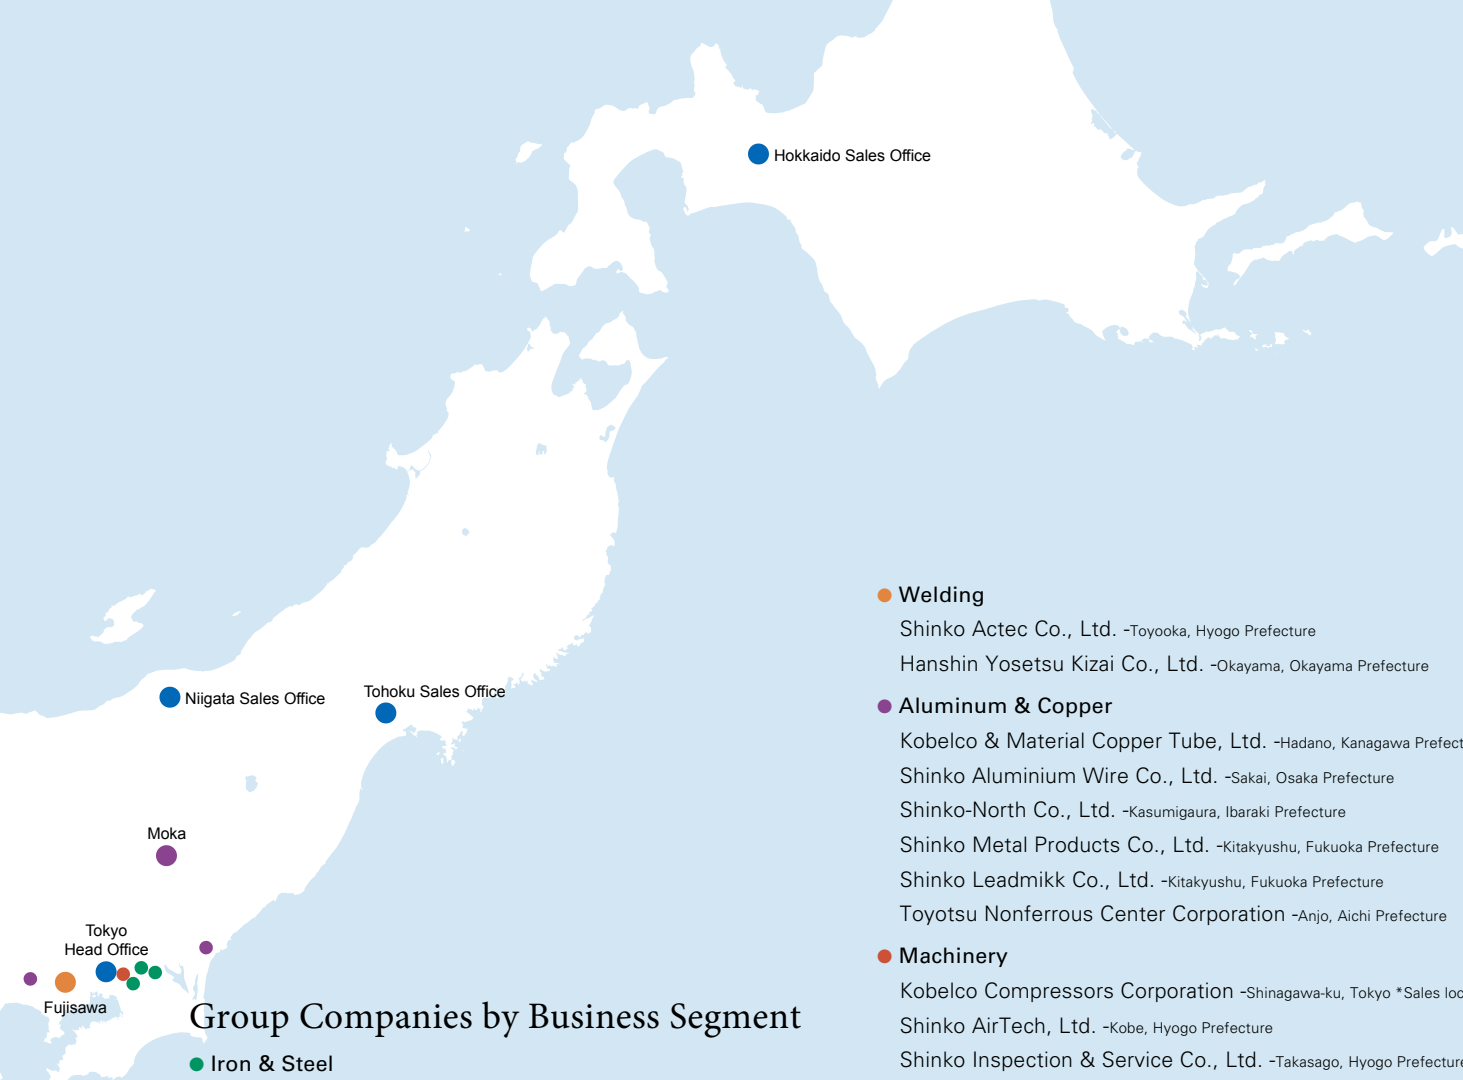 Hokkaido Sales Office
Niigata Sales Office
Tohoku Sales Office
Moka
Tokyo
Head Office
Fujisawa
Group Companies by Business Segment
Iron & Steel
Welding
Shinko Actec Co., Ltd. -Toyooka, Hyogo Prefecture
Hanshin Yosetsu Kizai Co., Ltd. -Okayama, Okayama Prefecture
Aluminum & Copper
Kobelco & Material Copper Tube, Ltd. -Hadano, Kanagawa Prefect
Shinko Aluminium Wire Co., Ltd. -Sakai, Osaka Prefecture
Shinko-North Co., Ltd. -Kasumigaura, Ibaraki Prefecture
Shinko Metal Products Co., Ltd. -Kitakyushu, Fukuoka Prefecture
Shinko Leadmikk Co., Ltd. -Kitakyushu, Fukuoka Prefecture
Toyotsu Nonferrous Center Corporation -Anjo, Aichi Prefecture
Machinery
Kobelco Compressors Corporation -Shinagawa-ku, Tokyo *Sales loc
Shinko AirTech, Ltd. -Kobe, Hyogo Prefecture
Shinko Inspection & Service Co., Ltd. -Takasago, Hyogo Prefecture